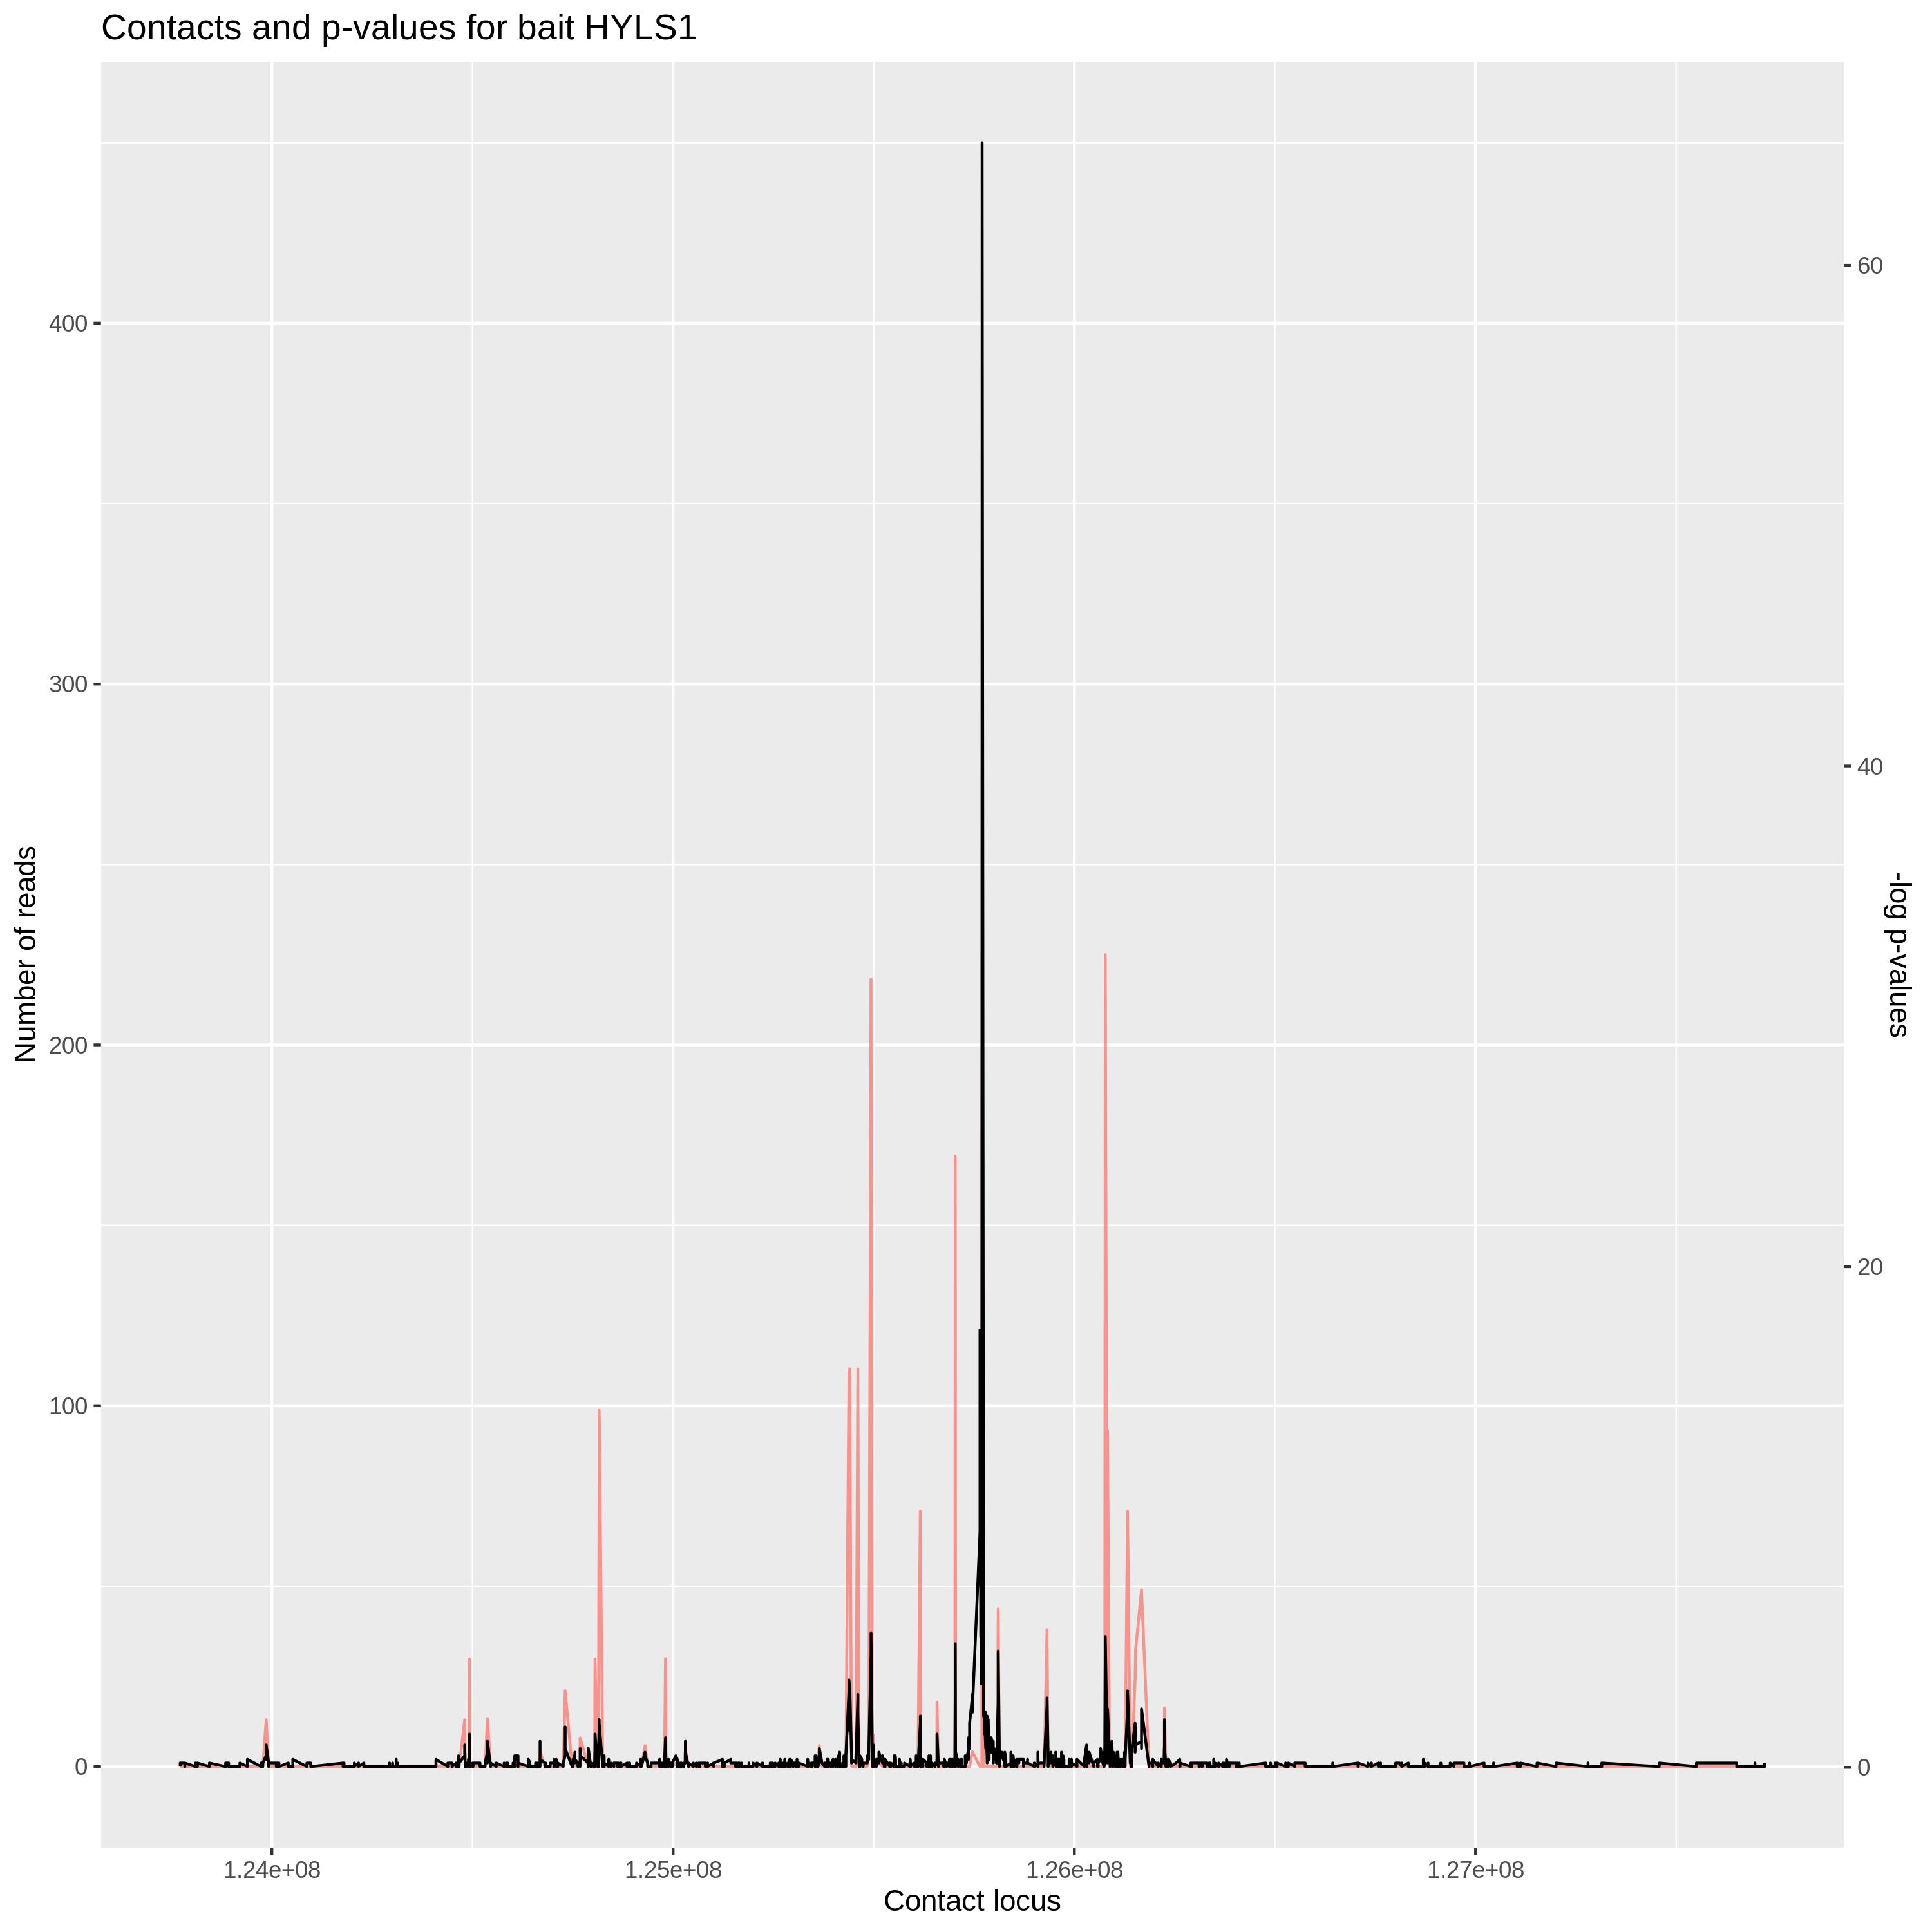 Contacts and p-values for bait HYLS1
Number of reads
400
300
200
100
0
60
40
20
0
-log p-values
1.24e+08
1.25e+08
1.26e+08
1.27e+08
Contact locus